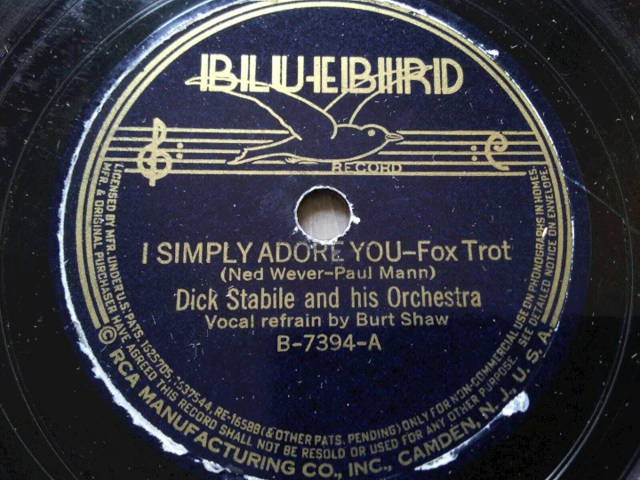 BLUEBIRD
RECORD
I SIMPLY ADORE YOU–Fox Trot
(Ned Wever–Paul Mann)
Dick Stabile and his Orchestra
Vocal refrain by Burt Shaw
B-7394-A
LICENSED BY MFR. UNDER U.S. PATS. 1625705, 1637544, RE-16588 (& OTHER PATS. PENDING) ONLY FOR NON-COMMERCIAL USE ON PHONOGRAPHS IN HOMES.
MFR. & ORIGINAL PURCHASER HAVE AGREED THIS RECORD SHALL NOT BE RESOLD OR USED FOR ANY OTHER PURPOSE. SEE DETAILED NOTICE ON ENVELOPE.
© RCA MANUFACTURING CO., INC., CAMDEN, N. J., U. S. A.